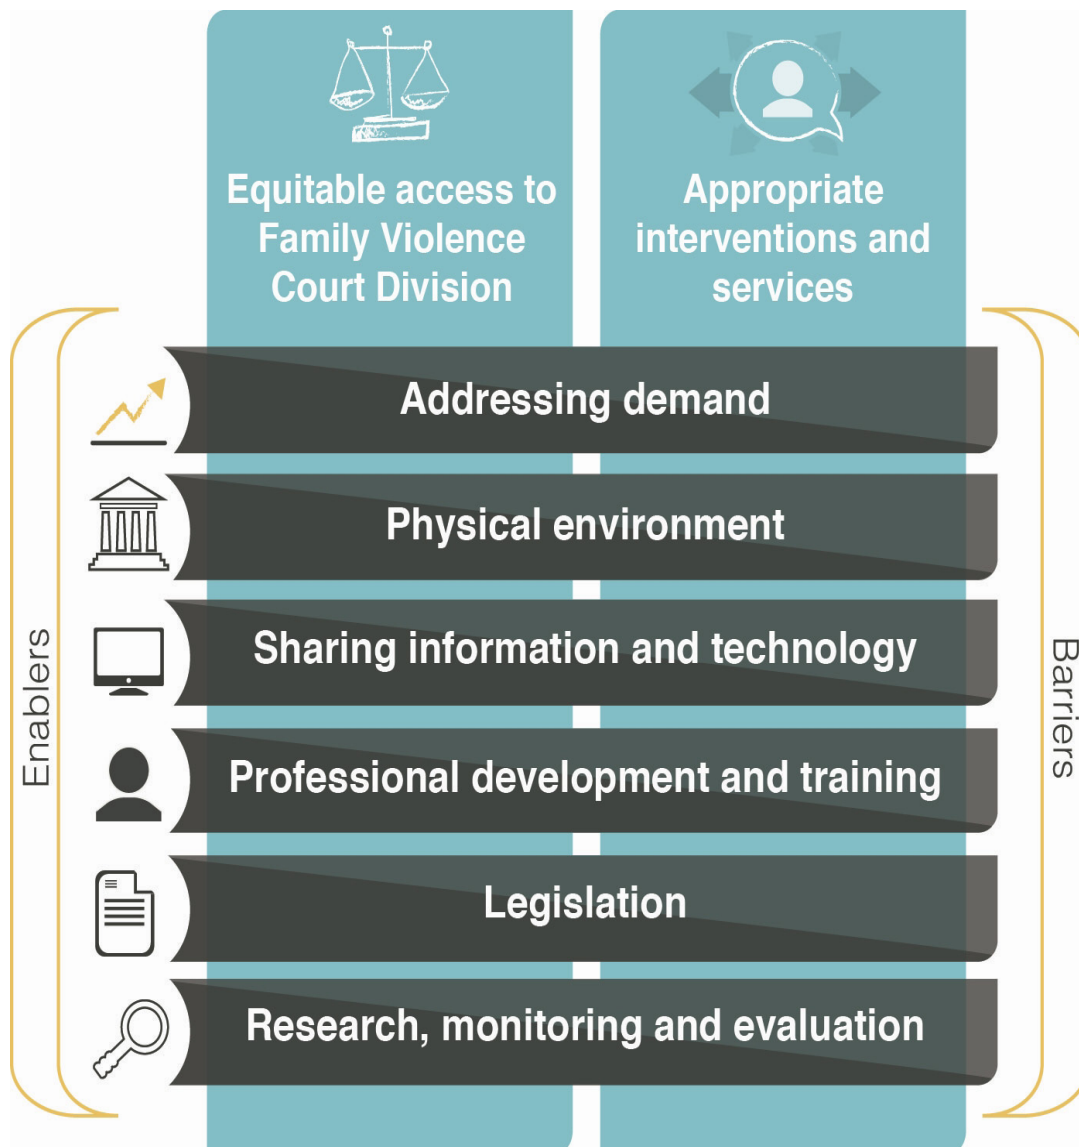 Equitable access to
Family Violence
Court Division
Appropriate
interventions and
services
Enablers
Addressing demand
Physical environment
Sharing information and technology
Professional development and training
Legislation
Research, monitoring and evaluation
Barriers